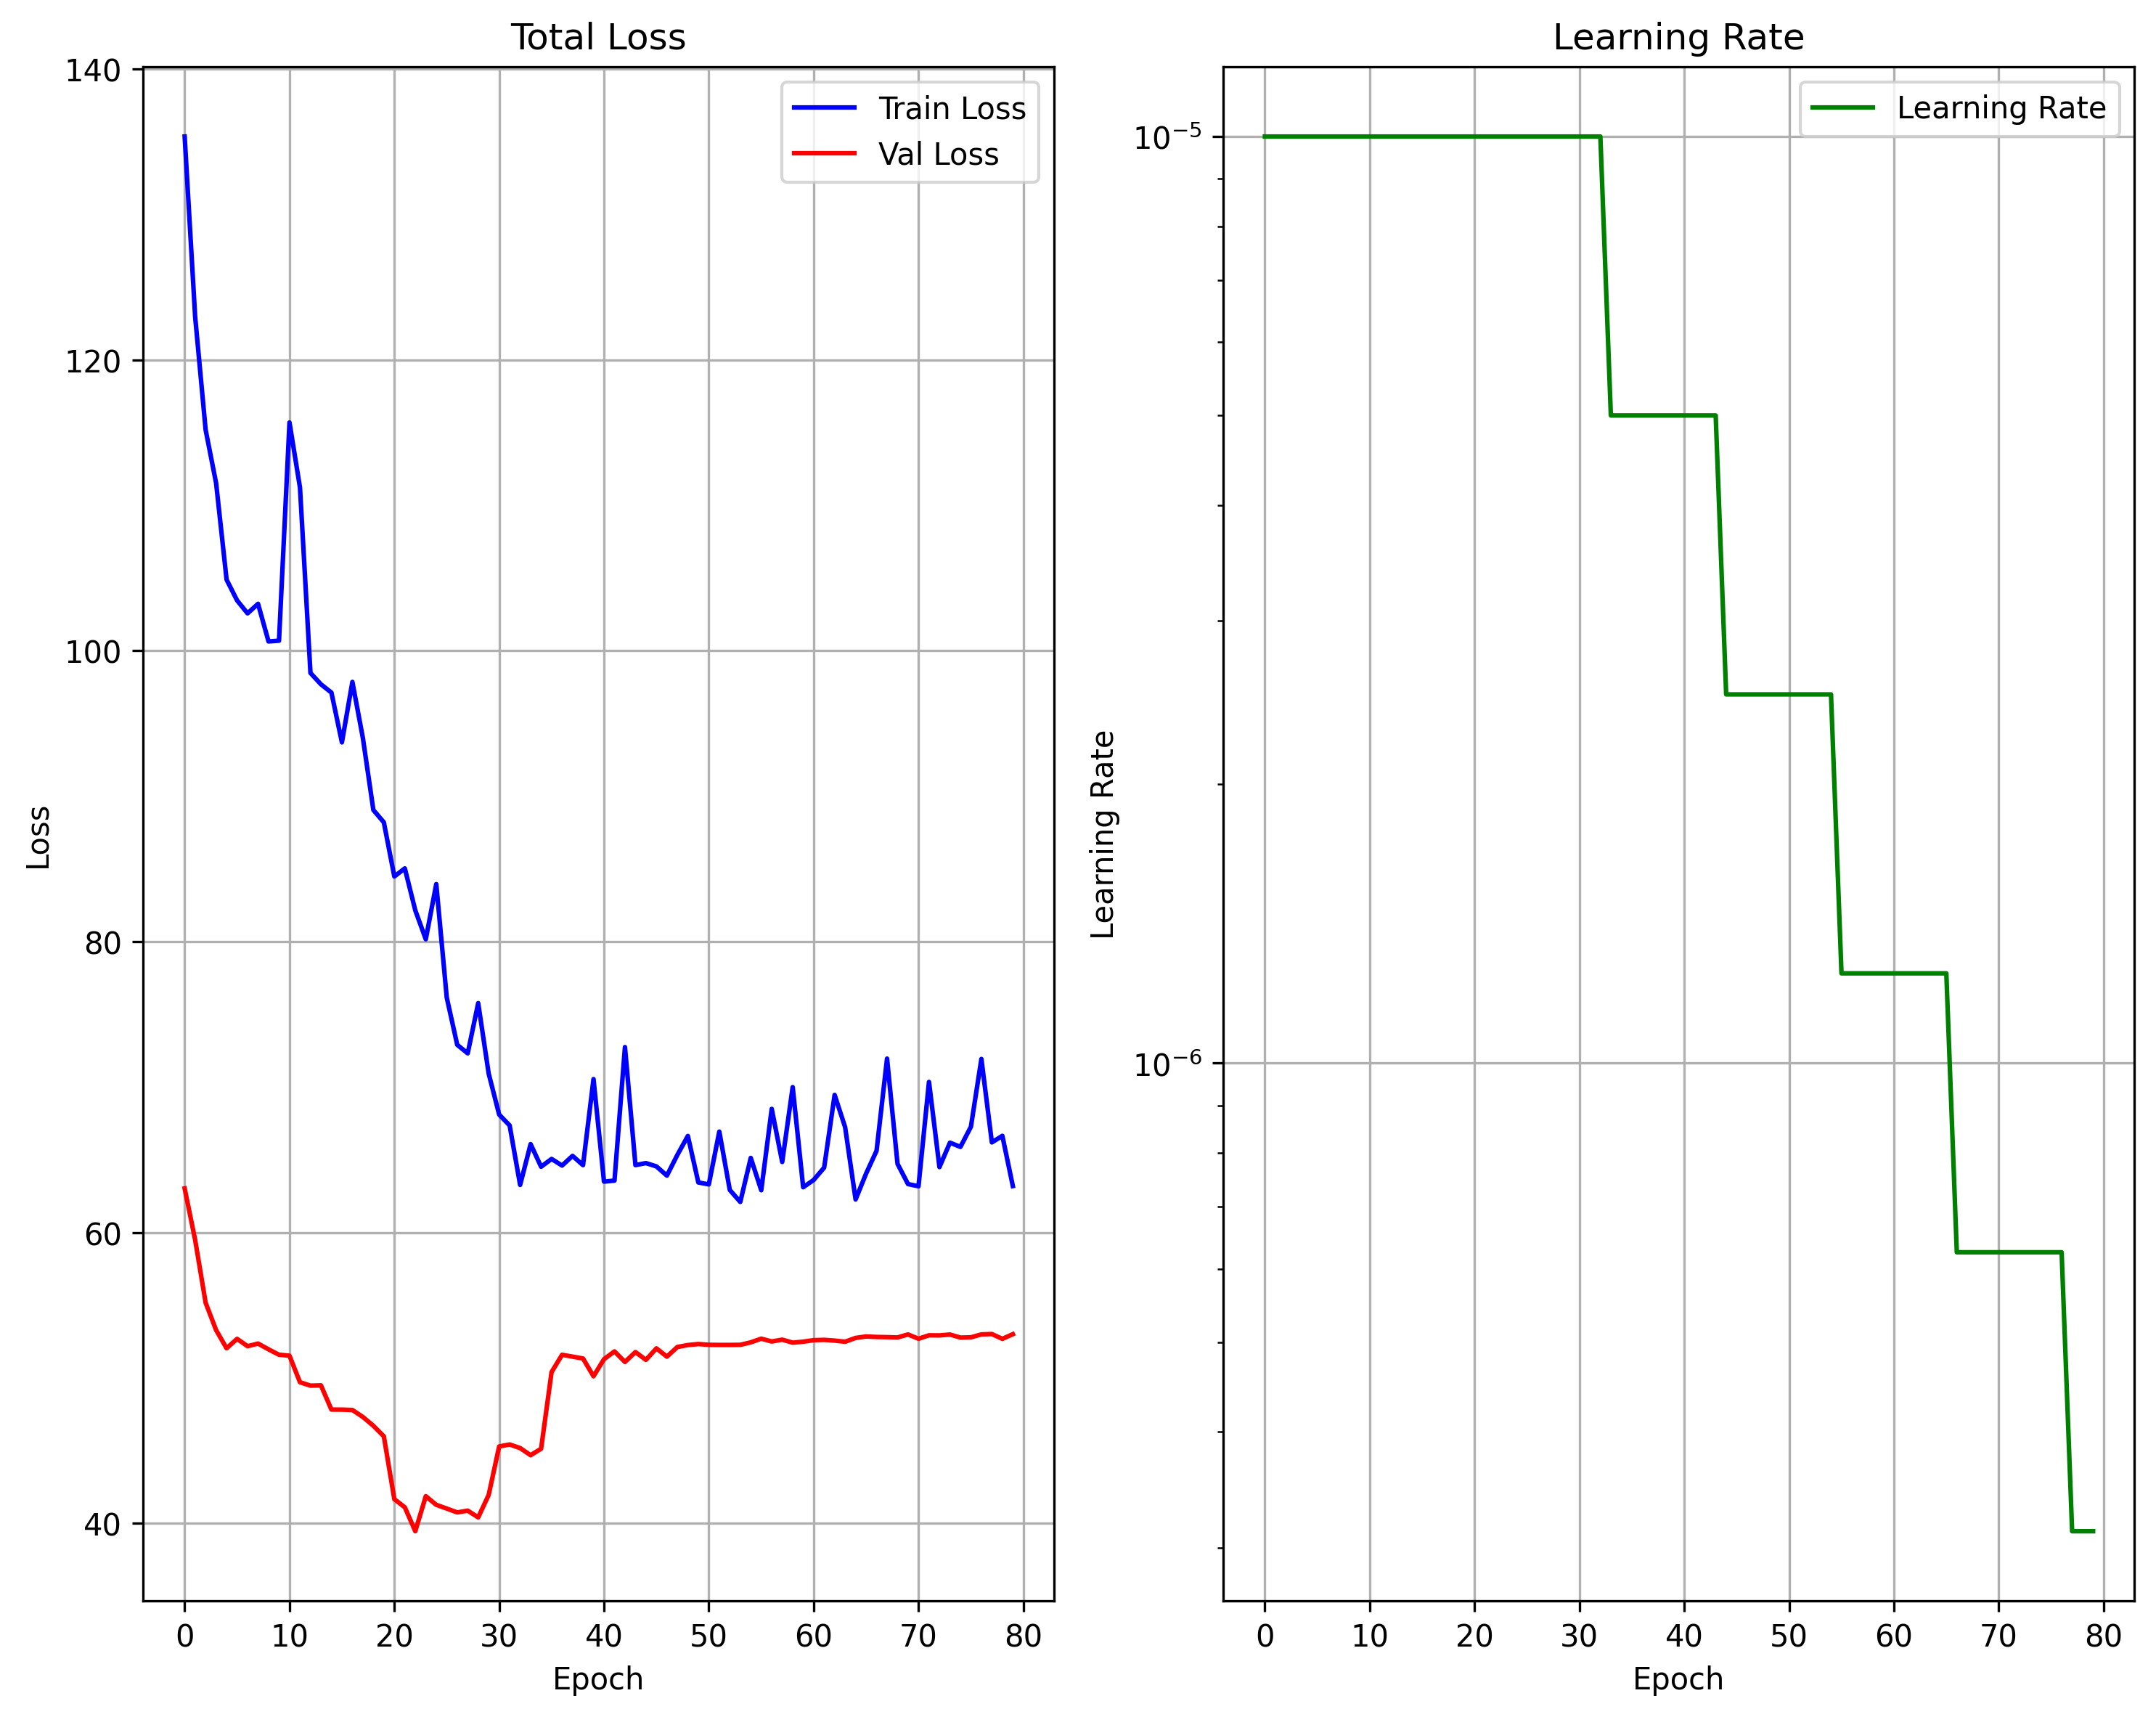 Total Loss
140
120
100
80
60
40
Loss
Train Loss
Val Loss
0 10 20 30 40 50 60 70 80
Epoch
Learning Rate
10⁻⁵
10⁻⁶
Learning Rate
Learning Rate
0 10 20 30 40 50 60 70 80
Epoch